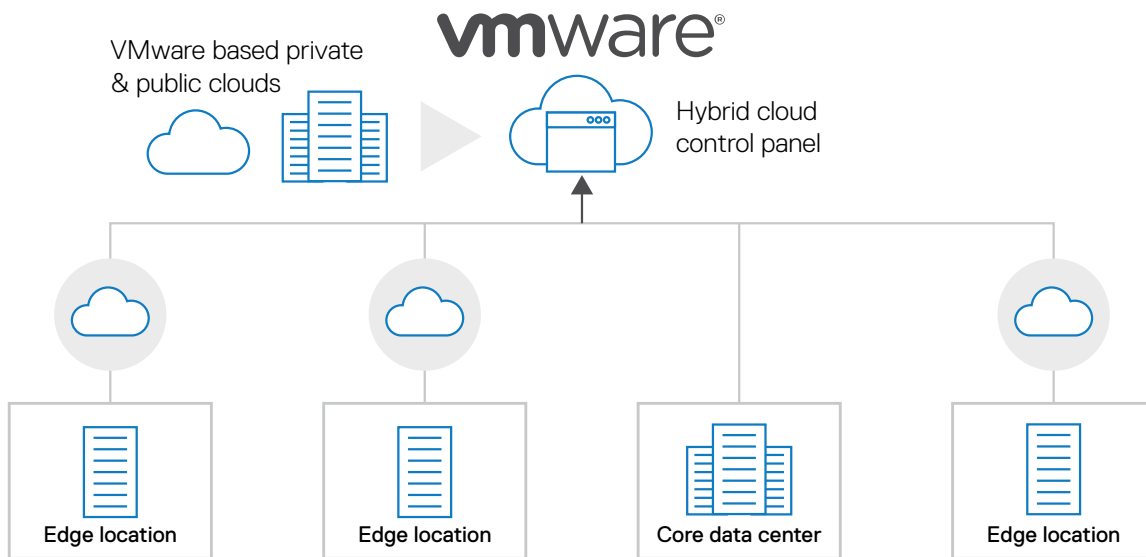 vmware®
VMware based private
& public clouds
Hybrid cloud
control panel
Edge location
Edge location
Core data center
Edge location